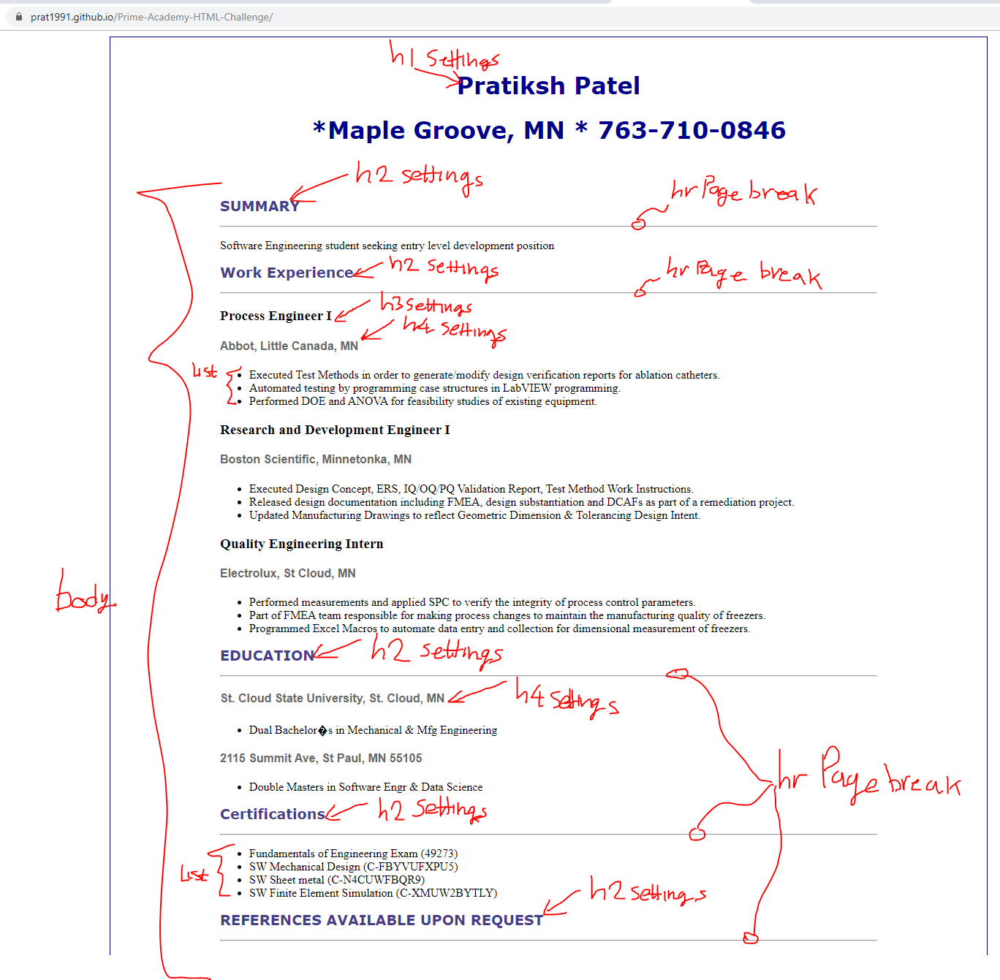 prat1991.github.io/Prime-Academy-HTML-Challenge/
h1 settings
Pratiksh Patel
*Maple Groove, MN * 763-710-0846
h2 settings
hr Page break
SUMMARY
Software Engineering student seeking entry level development position
Work Experience
h2 settings
hr Page break
h3 settings
Process Engineer I
h4 settings
Abbot, Little Canada, MN
List
• Executed Test Methods in order to generate/modify design verification reports for ablation catheters.
• Automated testing by programming case structures in LabVIEW programming.
• Performed DOE and ANOVA for feasibility studies of existing equipment.
Research and Development Engineer I
Boston Scientific, Minnetonka, MN
• Executed Design Concept, ERS, IQ/OQ/PQ Validation Report, Test Method Work Instructions.
• Released design documentation including FMEA, design substantiation and DCAFs as part of a remediation project.
• Updated Manufacturing Drawings to reflect Geometric Dimension & Tolerancing Design Intent.
Quality Engineering Intern
Electrolux, St Cloud, MN
body
• Performed measurements and applied SPC to verify the integrity of process control parameters.
• Part of FMEA team responsible for making process changes to maintain the manufacturing quality of freezers.
• Programmed Excel Macros to automate data entry and collection for dimensional measurement of freezers.
EDUCATION
h2 settings
St. Cloud State University, St. Cloud, MN
h4 settings
• Dual Bachelor�s in Mechanical & Mfg Engineering
2115 Summit Ave, St Paul, MN 55105
hr Page break
• Double Masters in Software Engr & Data Science
Certifications
h2 settings
List
• Fundamentals of Engineering Exam (49273)
• SW Mechanical Design (C-FBYVUFXPU5)
• SW Sheet metal (C-N4CUWFBQR9)
• SW Finite Element Simulation (C-XMUW2BYTLY)
h2 settings
REFERENCES AVAILABLE UPON REQUEST